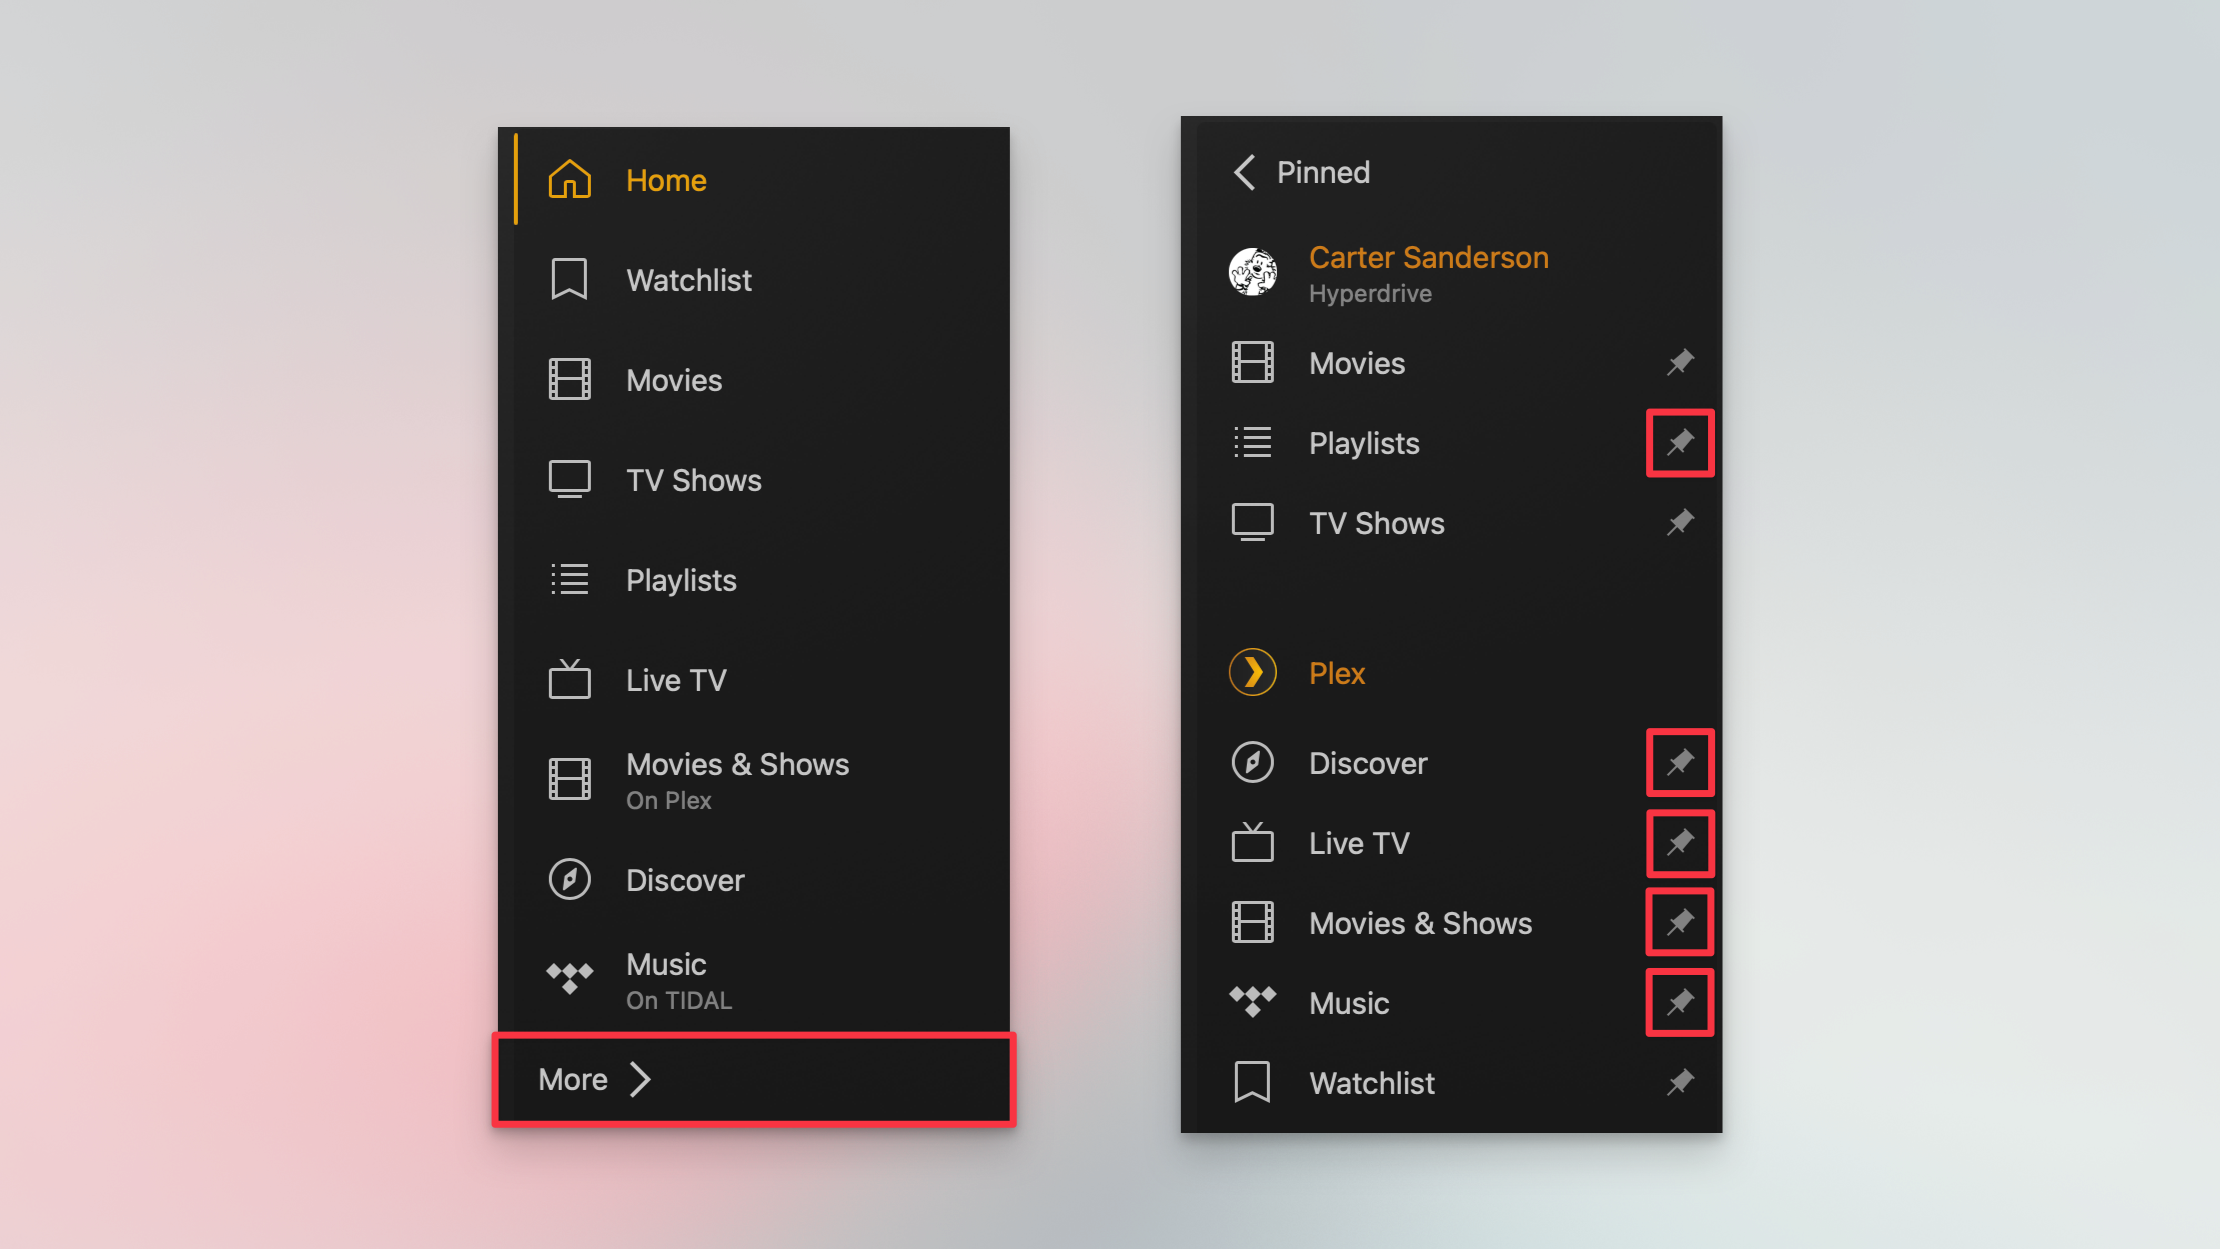 Home
Watchlist
Movies
TV Shows
Playlists
Live TV
Movies & Shows
On Plex
Discover
Music
On TIDAL
More
Pinned
Carter Sanderson
Hyperdrive
Movies
Playlists
TV Shows
Plex
Discover
Live TV
Movies & Shows
Music
Watchlist